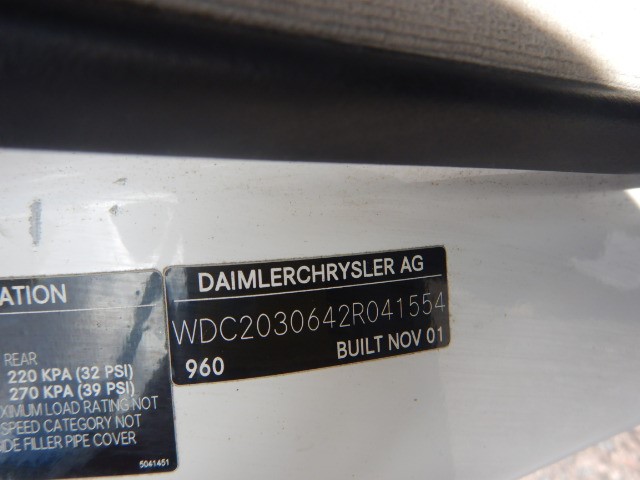 DAIMLERCHRYSLER AG
WDC2030642R041554
960 BUILT NOV 01
ATION
REAR
220 KPA (32 PSI)
270 KPA (39 PSI)
XIMUM LOAD RATING NOT
SPEED CATEGORY NOT
DE FILLER PIPE COVER
5041451